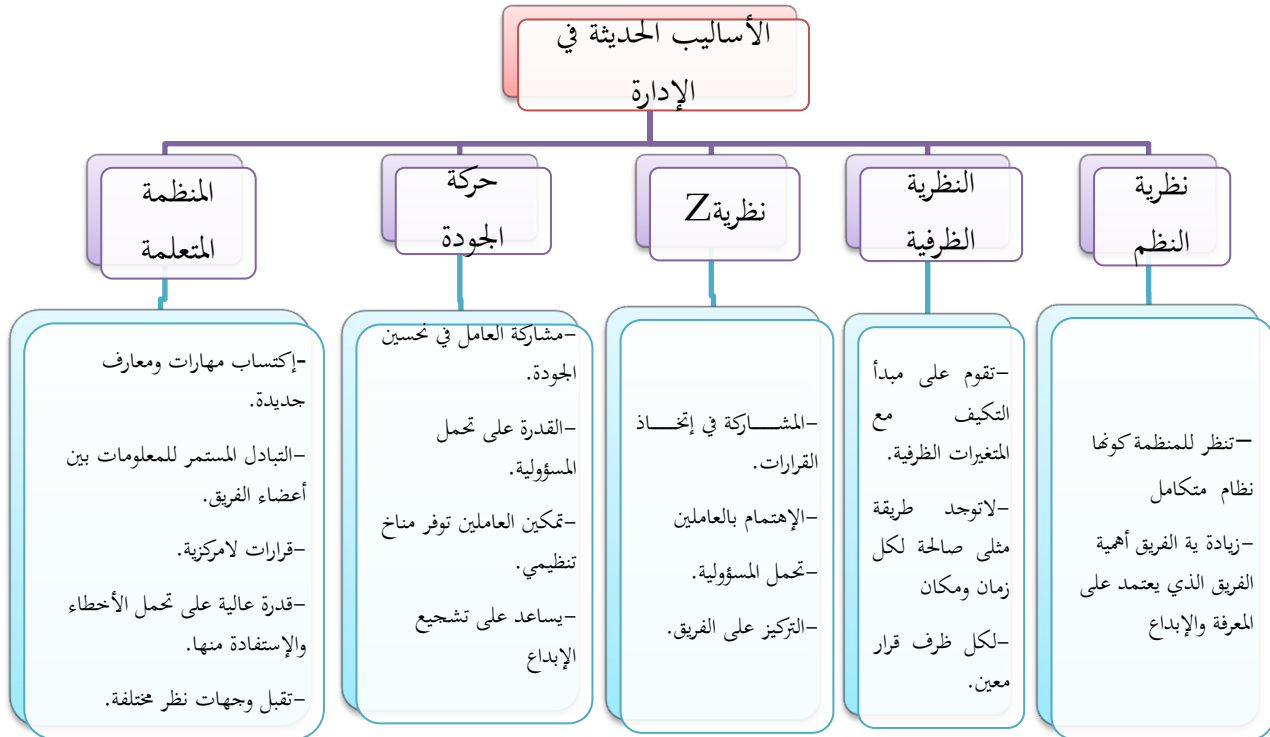 الأساليب الحديثة في
الإدارة
نظرية
النظم
النظرية
الظرفية
نظريةZ
حركة
الجودة
المنظمة
المتعلمة
–تنظر للمنظمة كونها
نظام متكامل
–زيادة ية الفريق أهمية
الفريق الذي يعتمد على
المعرفة والإبداع
–تقوم على مبدأ
التكيف مع
المتغيرات الظرفية.
–لاتوجد طريقة
مثلى صالحة لكل
زمان ومكان
–لكل ظرف قرار
معين.
–المشاركة في إتخاذ
القرارات.
–الإهتمام بالعاملين
–تحمل المسؤولية.
–التركيز على الفريق.
–مشاركة العامل في تحسين
الجودة.
–القدرة على تحمل
المسؤولية.
–تمكين العاملين توفر مناخ
تنظيمي.
–يساعد على تشجيع
الإبداع
-إكتساب مهارات ومعارف
جديدة.
–التبادل المستمر للمعلومات بين
أعضاء الفريق.
–قرارات لامركزية.
–قدرة عالية على تحمل الأخطاء
والإستفادة منها.
–تقبل وجهات نظر مختلفة.